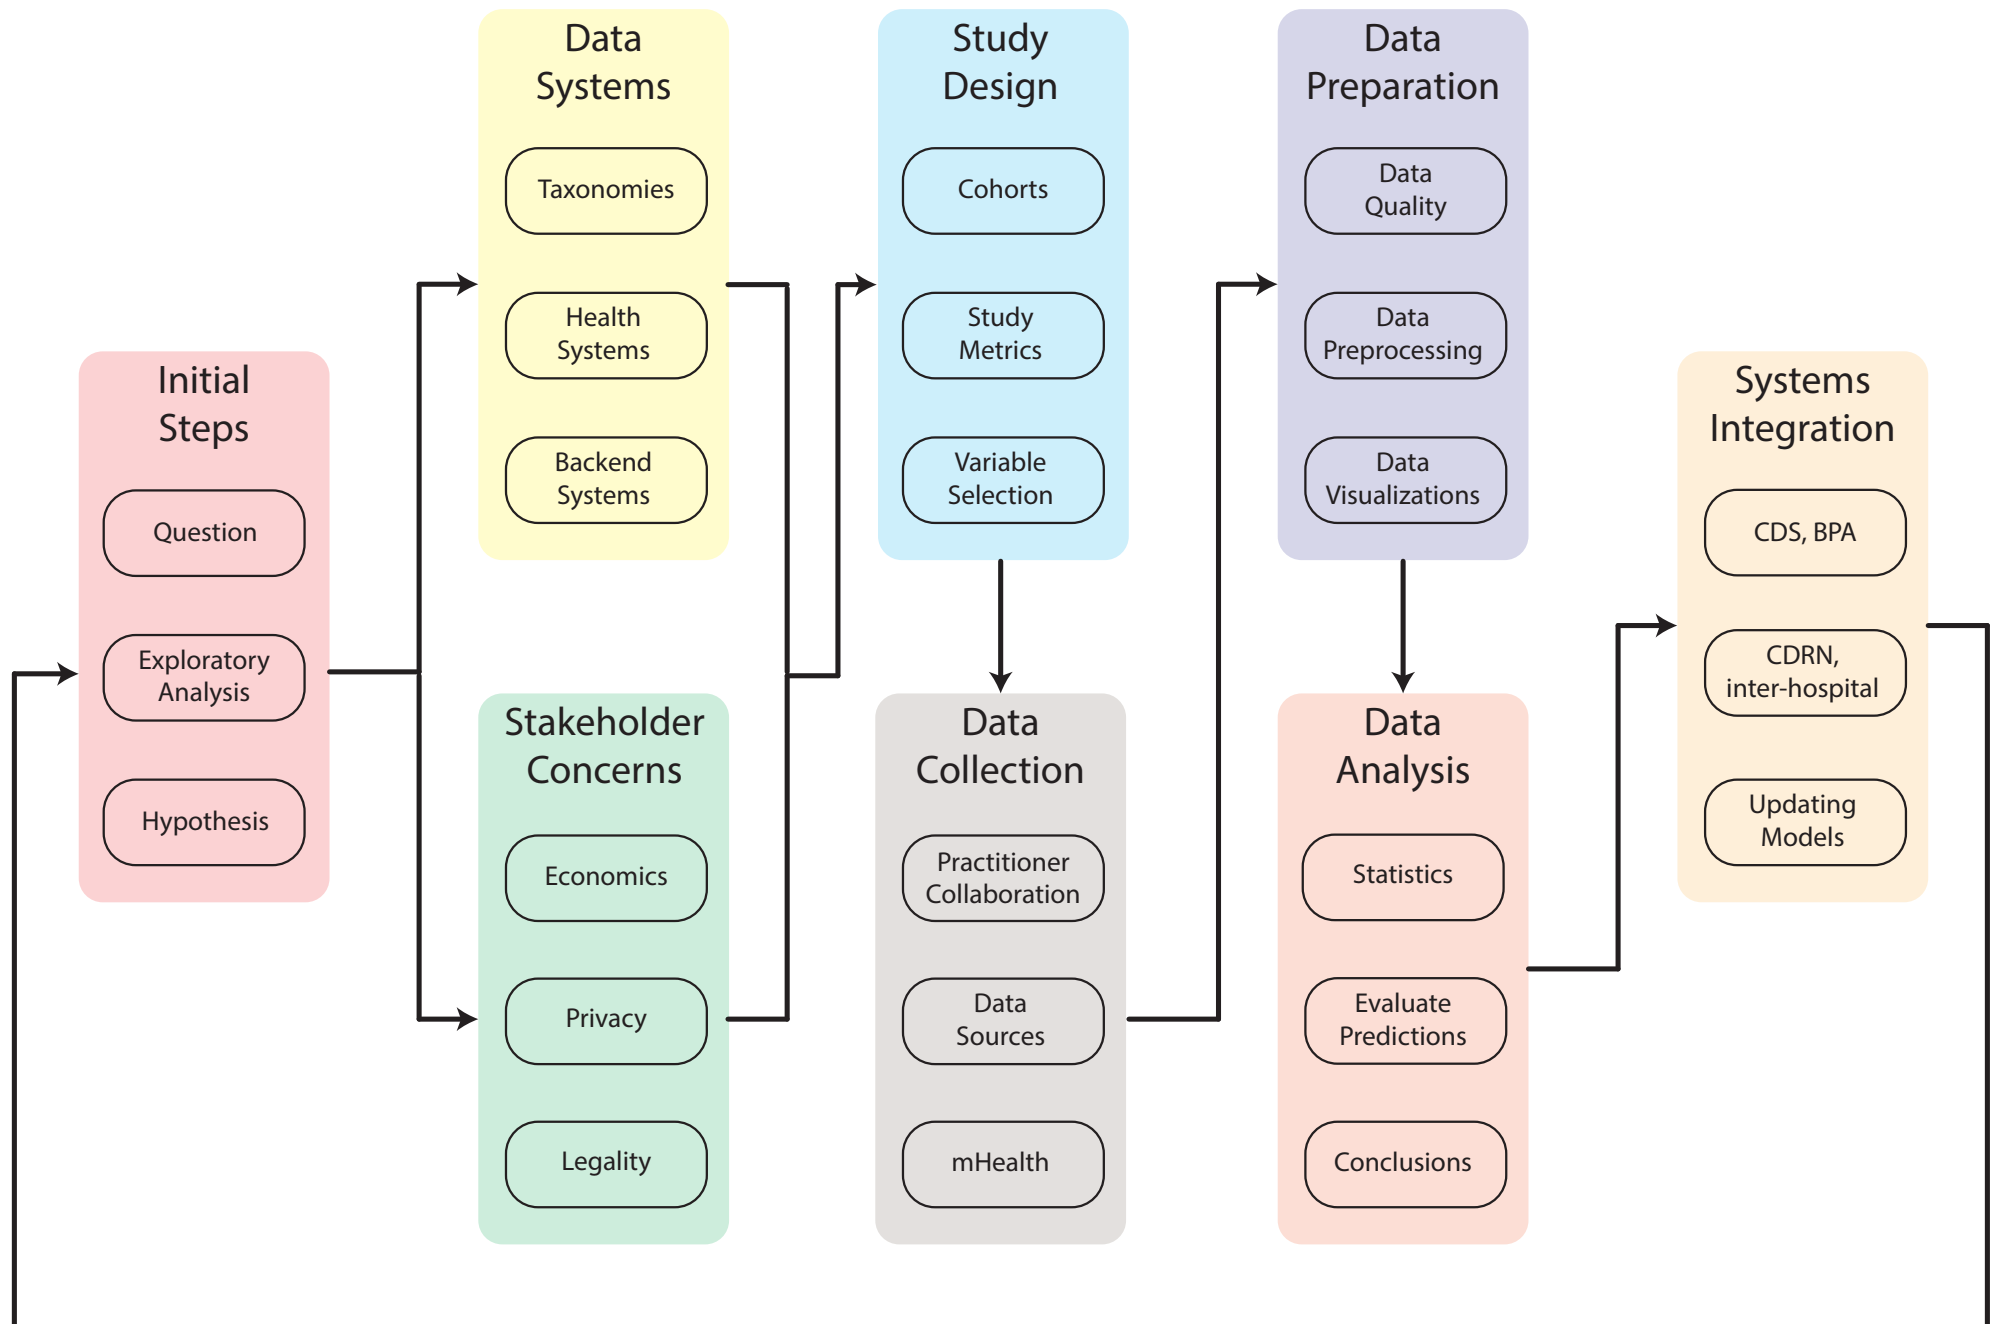 Initial
Steps
Question
Exploratory
Analysis
Hypothesis
Data
Systems
Taxonomies
Health
Systems
Backend
Systems
Stakeholder
Concerns
Economics
Privacy
Legality
Study
Design
Cohorts
Study
Metrics
Variable
Selection
Data
Collection
Practitioner
Collaboration
Data
Sources
mHealth
Data
Preparation
Data
Quality
Data
Preprocessing
Data
Visualizations
Data
Analysis
Statistics
Evaluate
Predictions
Conclusions
Systems
Integration
CDS, BPA
CDRN,
inter-hospital
Updating
Models